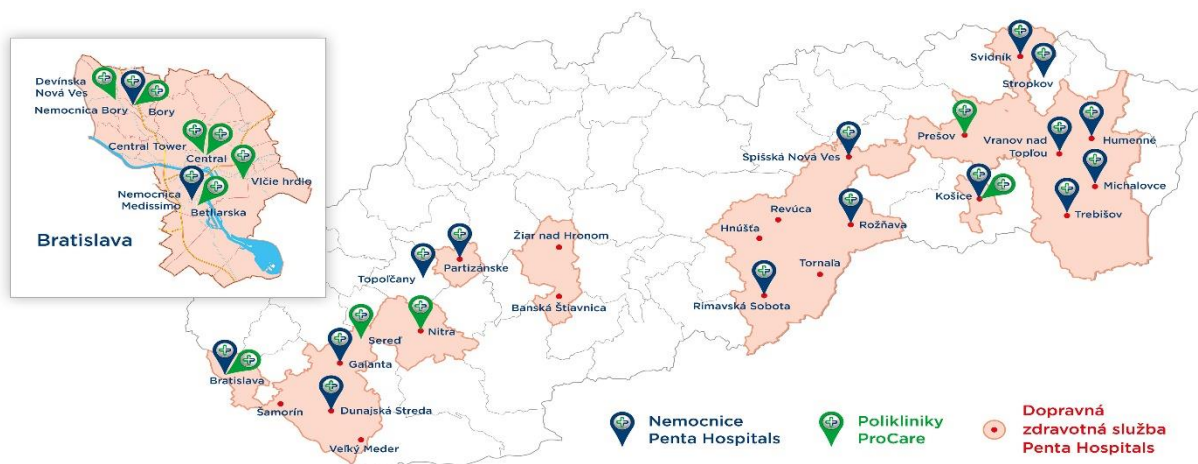 Devínska
Nová Ves
Nemocnica Bory
Bory
Central Tower
Central
Vlčie hrdlo
Nemocnica
Medissimo
Betliarska
Bratislava
Svidník
Stropkov
Prešov
Vranov nad
Topľou
Humenné
Spišská Nová Ves
Michalovce
Košice
Trebišov
Revúca
Rožňava
Hnúšťa
Žiar nad Hronom
Tornaľa
Partizánske
Topoľčany
Rimavská Sobota
Banská Štiavnica
Nitra
Sereď
Galanta
Bratislava
Šamorín
Dunajská Streda
Veľký Meder
Nemocnice
Penta Hospitals
Polikliniky
ProCare
Dopravná
zdravotná služba
Penta Hospitals